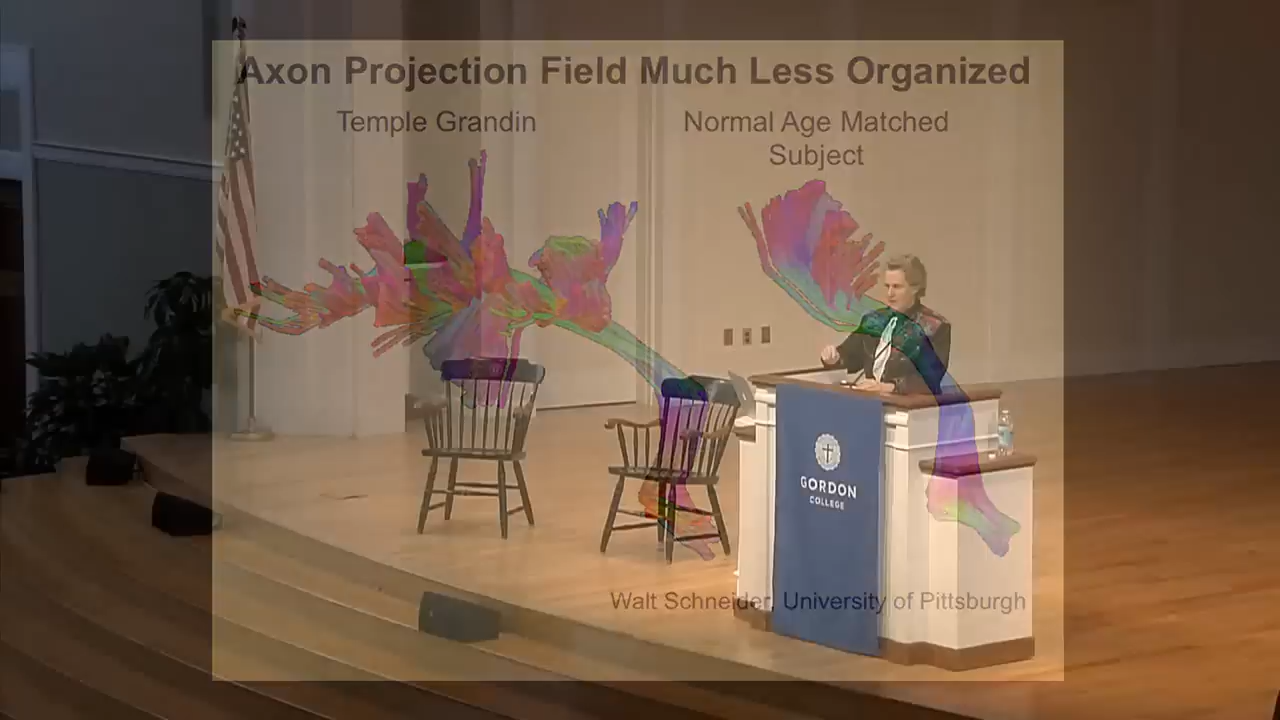 Axon Projection Field Much Less Organized
Temple Grandin
Normal Age Matched
Subject
GORDON
COLLEGE
Walt Schneider, University of Pittsburgh